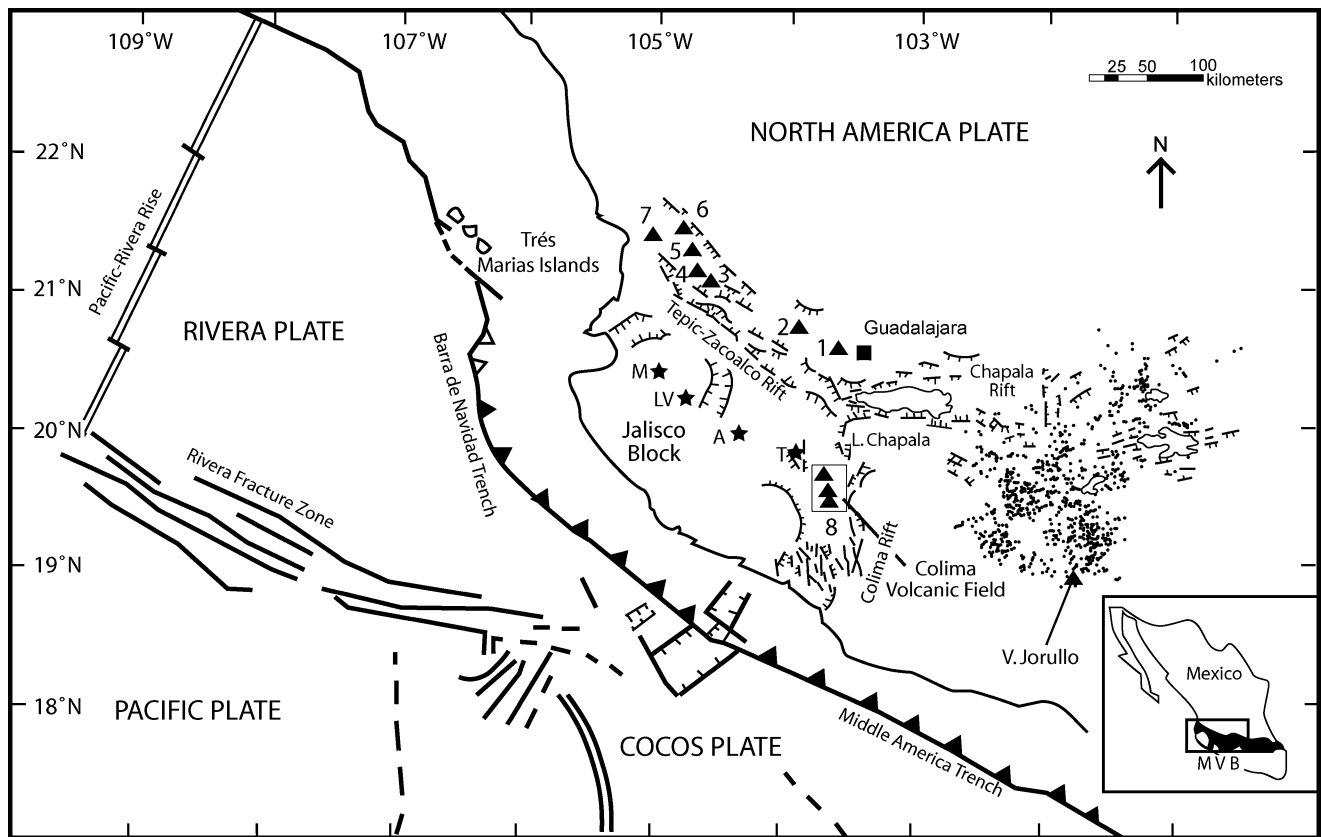 109˚W
107˚W
105˚W
103˚W
25 50 100
kilometers
NORTH AMERICA PLATE
N
22˚N
21˚N
20˚N
19˚N
18˚N
Pacific-Rivera Rise
Trés
Marias Islands
RIVERA PLATE
Barra de Navidad Trench
7
6
5
4
3
2
1
Guadalajara
Tepic-Zacoalco Rift
Chapala
Rift
M
LV
A
T
Jalisco
Block
L. Chapala
8
Colima Rift
Colima
Volcanic Field
Rivera Fracture Zone
V. Jorullo
PACIFIC PLATE
COCOS PLATE
Middle America Trench
Mexico
M V B